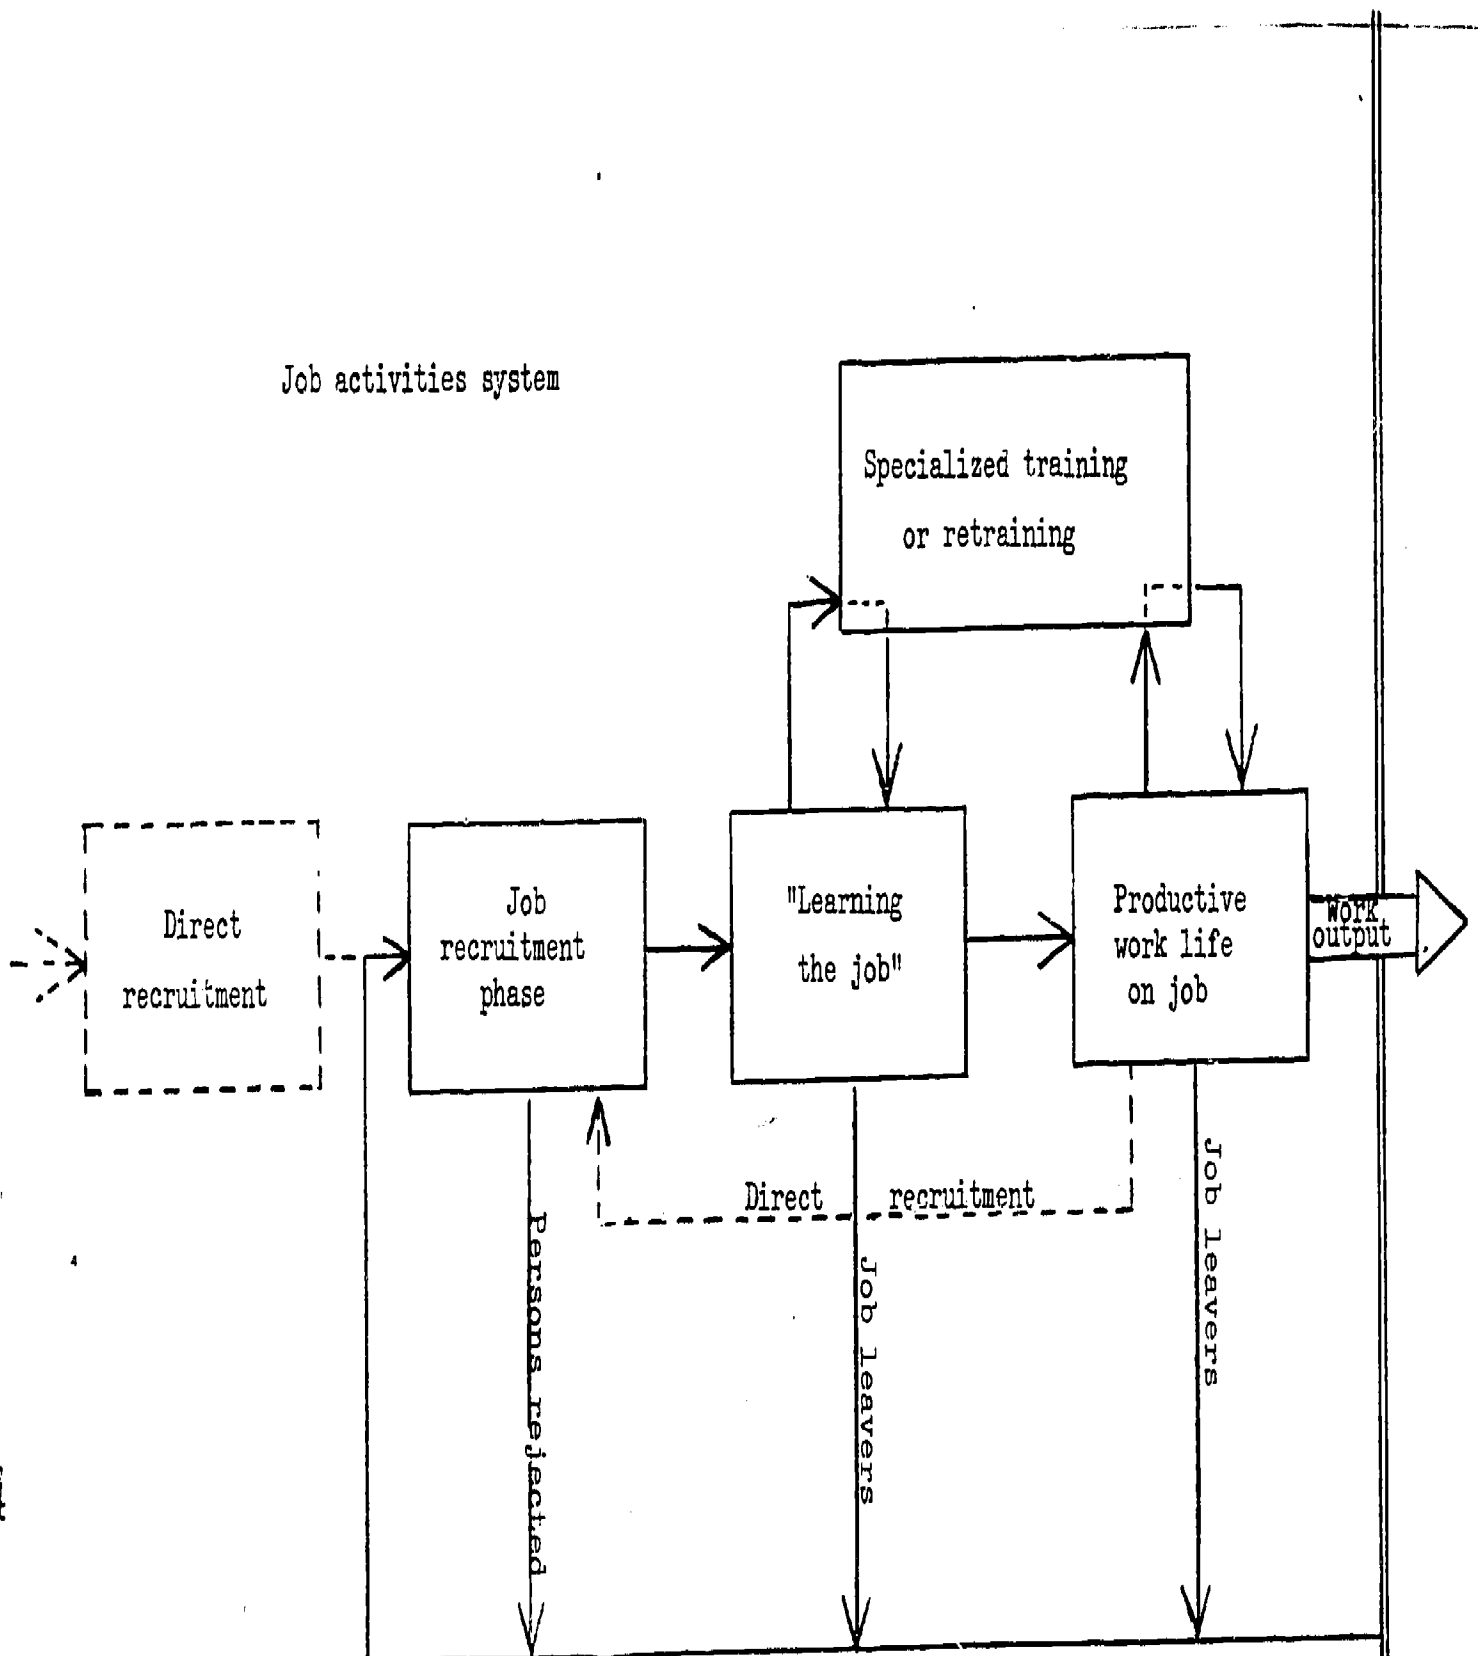 Job activities system
Specialized training
or retraining
Direct
recruitment
Job
recruitment
phase
"Learning
the job"
Productive
work life
on job
Work
output
Direct recruitment
Persons rejected
Job leavers
Job leavers
4